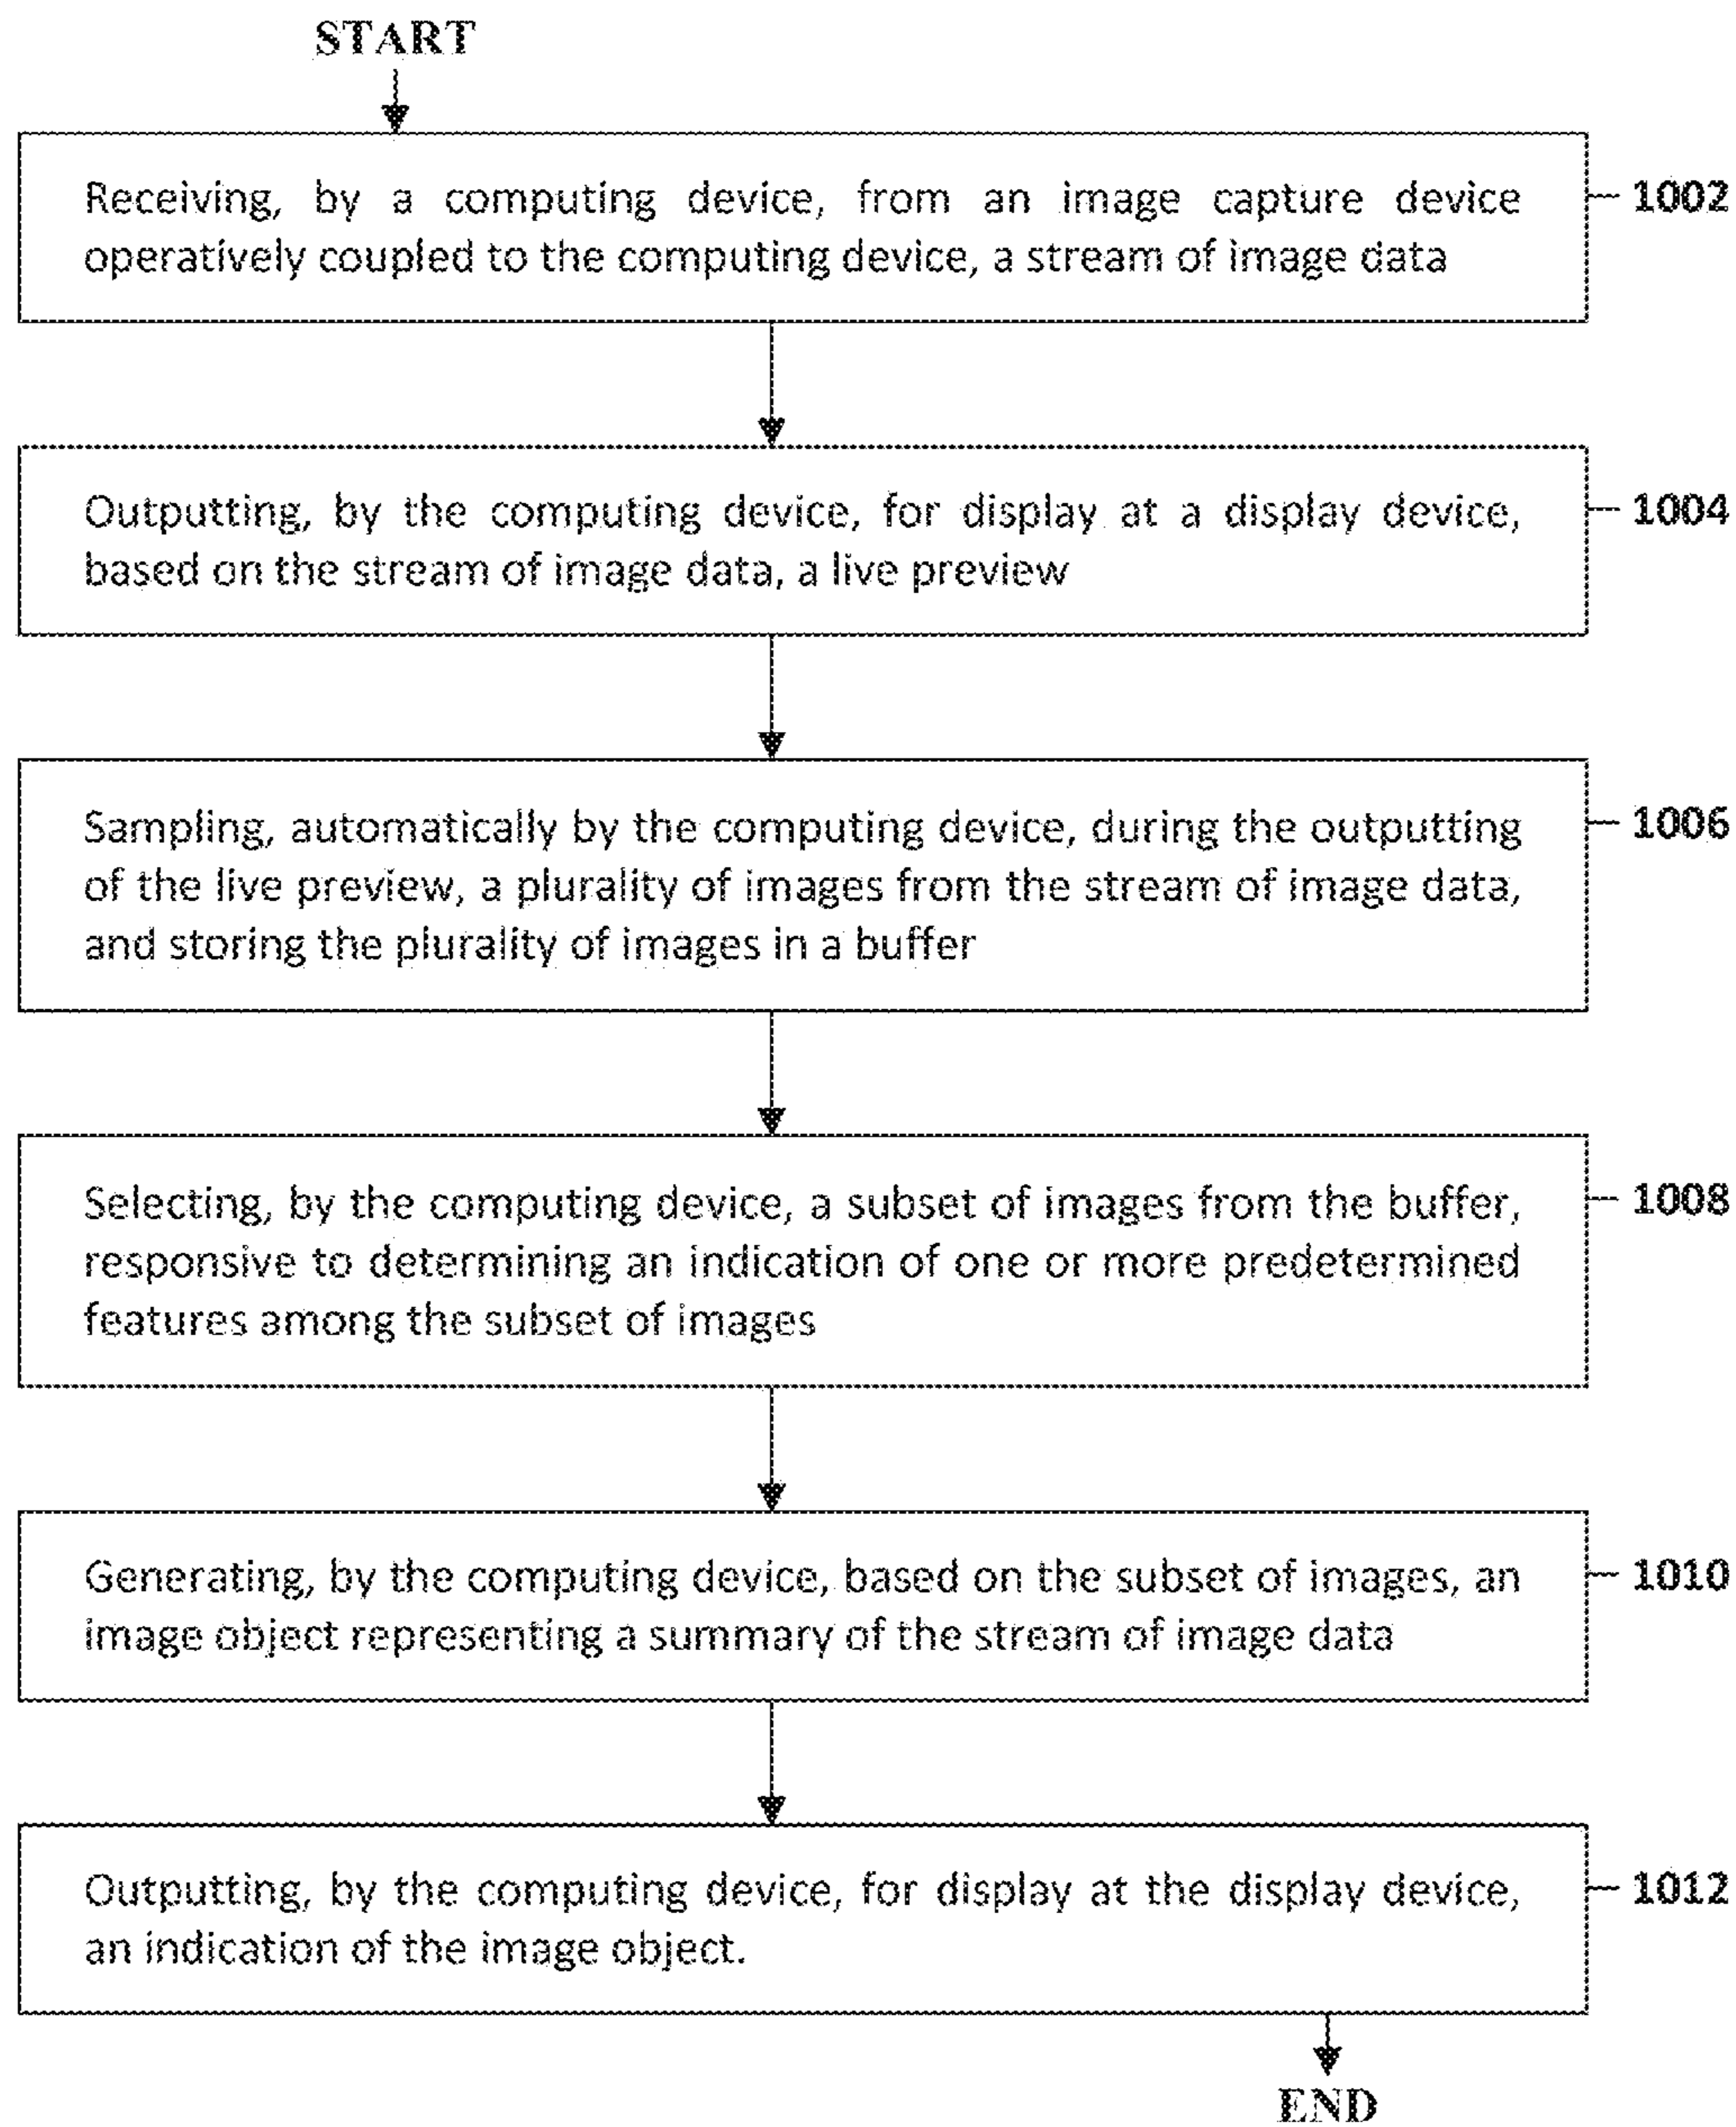 START
Receiving, by a computing device, from an image capture device
1002
operatively coupled to the computing device, a stream of image data
Outputting, by the computing device, for display at a display device,
1004
based on the stream of image data, a live preview
Sampling, automatically by the computing device, during the outputting
1006
of the live preview, a plurality of images from the stream of image data,
and storing the plurality of images in a buffer
Selecting, by the computing device, a subset of images from the buffer,
1008
responsive to determining an indication of one or more predetermined
features among the subset of images
Generating, by the computing device, based on the subset of images, an
1010
image object representing a summary of the stream of image data
Outputting, by the computing device, for display at the display device,
1012
an indication of the image object.
END